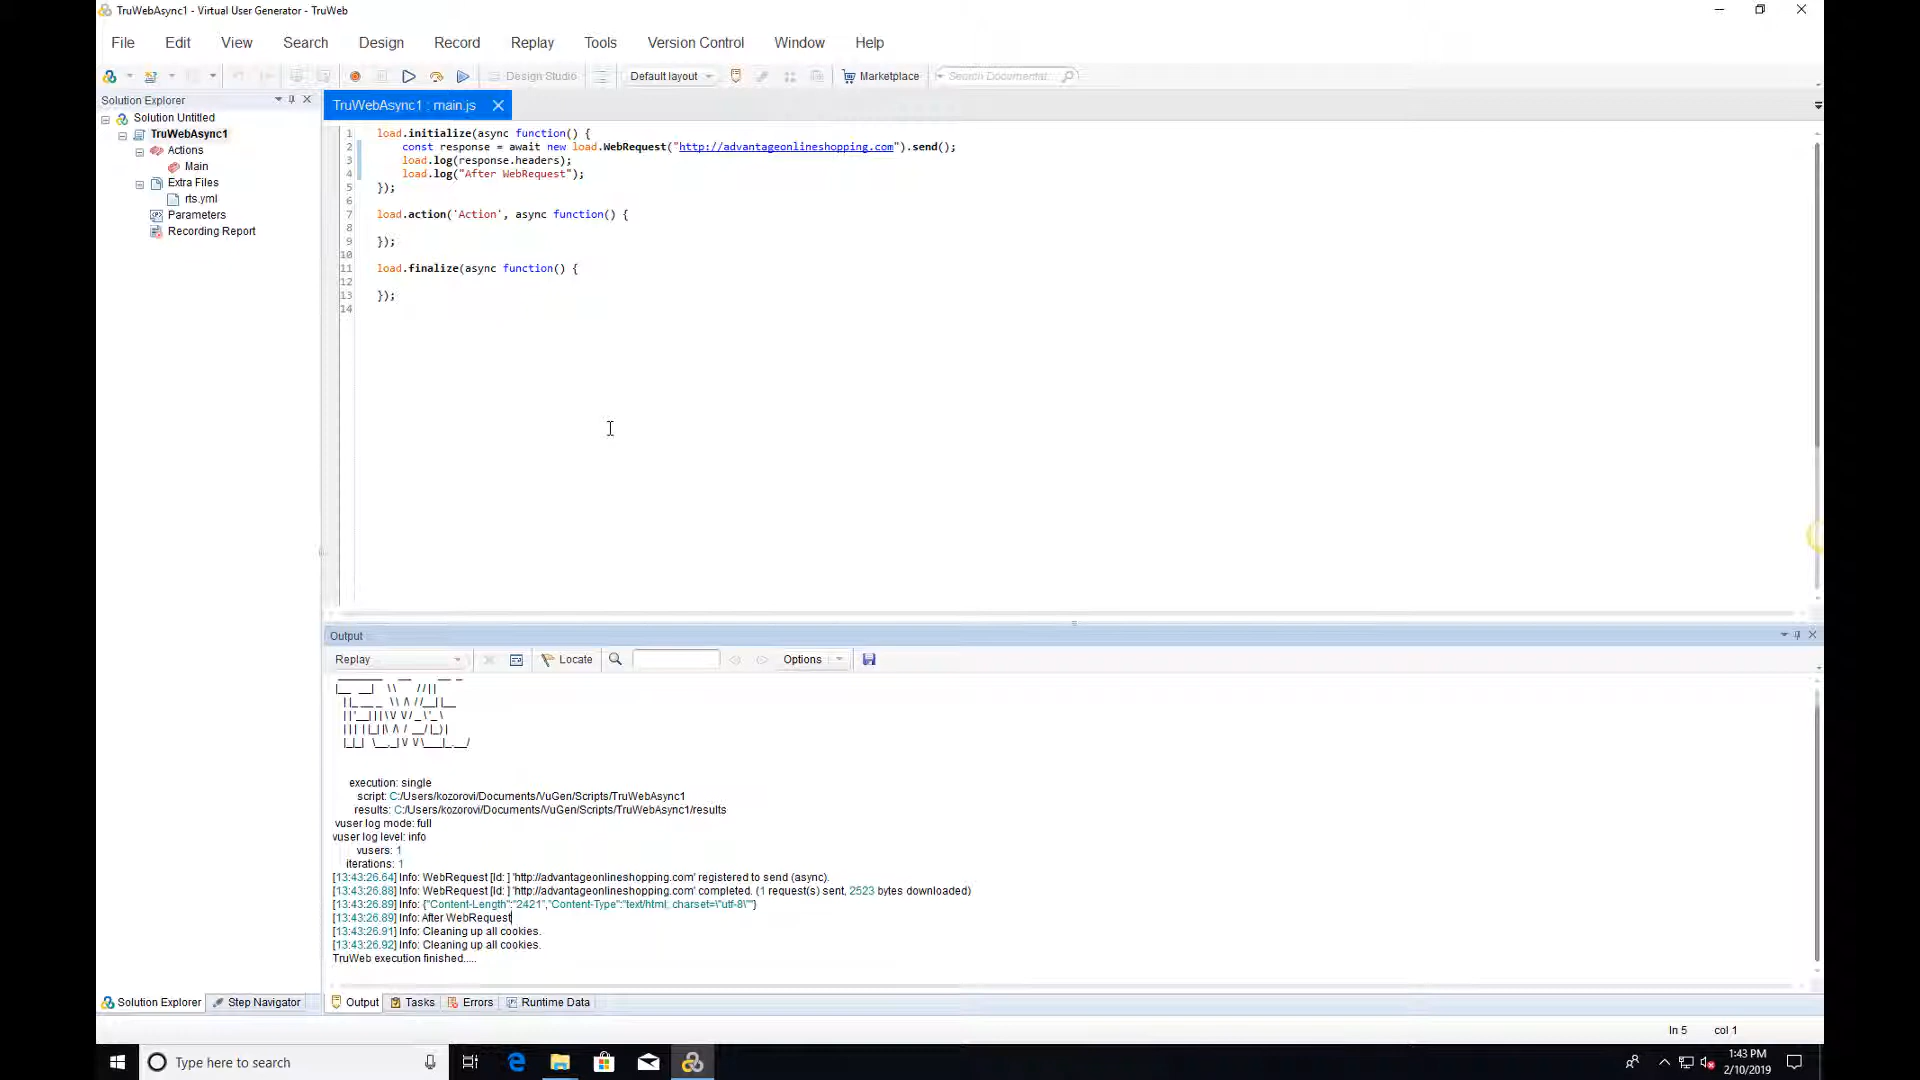 TruWebAsync1 - Virtual User Generator - TruWeb
File Edit View Search Design Record Replay Tools Version Control Window Help
Design Studio Default layout Marketplace Search Documentat
Solution Explorer
TruWebAsync1 : main.js
Solution Untitled
TruWebAsync1
Actions
Main
Extra Files
rts.yml
Parameters
Recording Report
1 load.initialize(async function() {
2 const response = await new load.WebRequest("http://advantageonlineshopping.com").send();
3 load.log(response.headers);
4 load.log("After WebRequest");
5 });
6
7 load.action('Action', async function() {
8
9 });
10
11 load.finalize(async function() {
12
13 });
14
Output
Replay Locate Options
execution: single
script: C:/Users/kozorovi/Documents/VuGen/Scripts/TruWebAsync1
results: C:/Users/kozorovi/Documents/VuGen/Scripts/TruWebAsync1/results
vuser log mode: full
vuser log level: info
vusers: 1
iterations: 1
[13:43:26.64] Info: WebRequest [Id: ] 'http://advantageonlineshopping.com' registered to send (async).
[13:43:26.88] Info: WebRequest [Id: ] 'http://advantageonlineshopping.com' completed. (1 request(s) sent, 2523 bytes downloaded)
[13:43:26.89] Info: {"Content-Length":"2421","Content-Type":"text/html; charset=\"utf-8\""}
[13:43:26.89] Info: After WebRequest
[13:43:26.91] Info: Cleaning up all cookies.
[13:43:26.92] Info: Cleaning up all cookies.
TruWeb execution finished.....
Solution Explorer Step Navigator Output Tasks Errors Runtime Data
ln 5 col 1
Type here to search
1:43 PM
2/10/2019